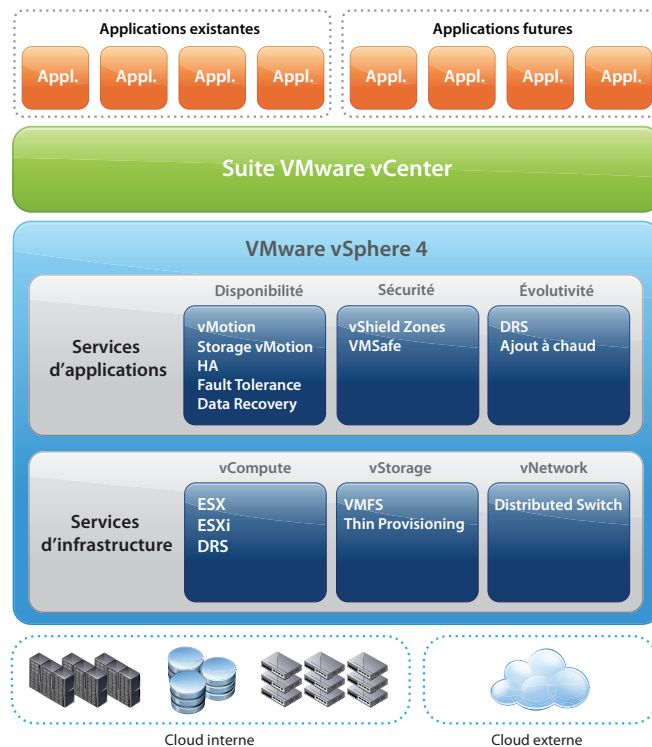 Applications existantes
Applications futures
Appl.
Appl.
Appl.
Appl.
Appl.
Appl.
Appl.
Appl.
Suite VMware vCenter
VMware vSphere 4
Services
d'applications
Disponibilité
vMotion
Storage vMotion
HA
Fault Tolerance
Data Recovery
Sécurité
vShield Zones
VMSafe
Évolutivité
DRS
Ajout à chaud
Services
d'infrastructure
vCompute
ESX
ESXi
DRS
vStorage
VMFS
Thin Provisioning
vNetwork
Distributed Switch
Cloud interne
Cloud externe